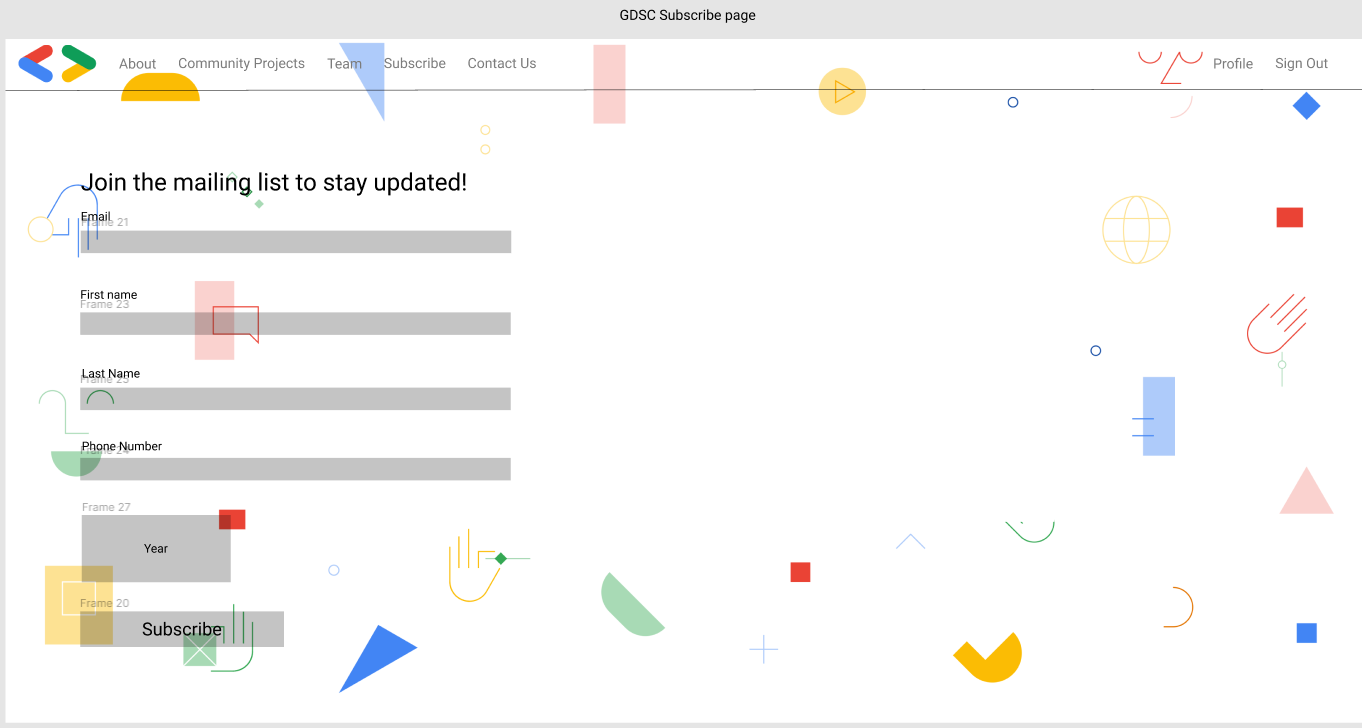 GDSC Subscribe page
About Community Projects Team Subscribe Contact Us Profile Sign Out
Join the mailing list to stay updated!
Email
Frame 21
First name
Frame 23
Last Name
Frame 25
Phone Number
Frame 24
Frame 27
Year
Frame 20
Subscribe